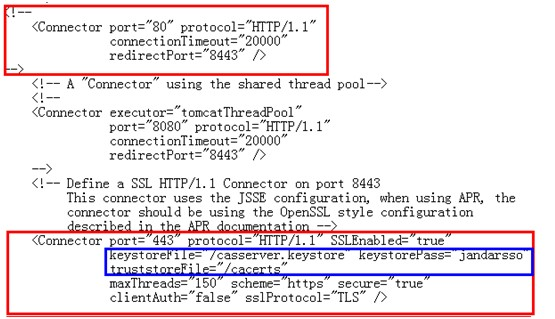 <!--
<Connector port="80" protocol="HTTP/1.1"
connectionTimeout="20000"
redirectPort="8443" />
-->
<!-- A "Connector" using the shared thread pool-->
<!--
<Connector executor="tomcatThreadPool"
port="8080" protocol="HTTP/1.1"
connectionTimeout="20000"
redirectPort="8443" />
-->
<!-- Define a SSL HTTP/1.1 Connector on port 8443
This connector uses the JSSE configuration, when using APR, the
connector should be using the OpenSSL style configuration
described in the APR documentation -->
<Connector port="443" protocol="HTTP/1.1" SSLEnabled="true"
keystoreFile="/casserver.keystore" keystorePass="jandarsso"
truststoreFile="/cacerts"
maxThreads="150" scheme="https" secure="true"
clientAuth="false" sslProtocol="TLS" />